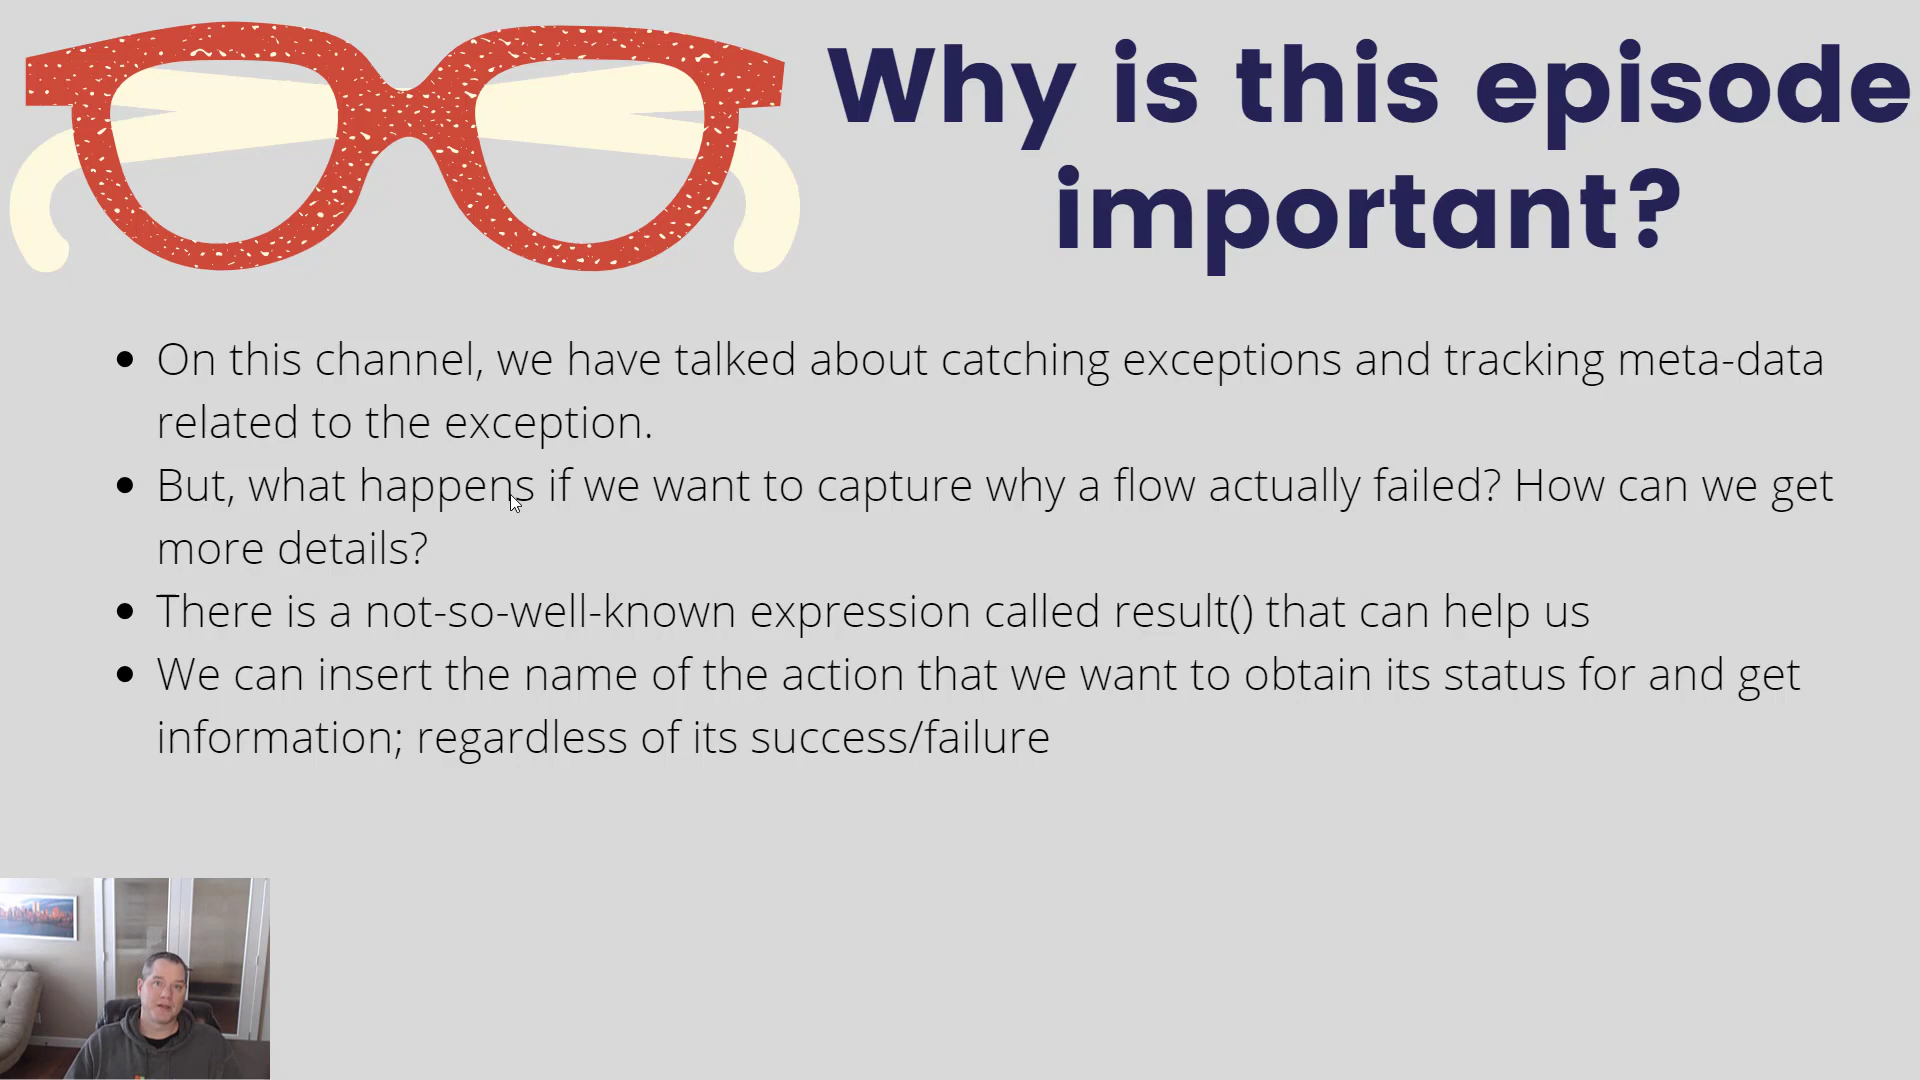 Why is this episode
important?
On this channel, we have talked about catching exceptions and tracking meta-data
related to the exception.
But, what happens if we want to capture why a flow actually failed? How can we get
more details?
There is a not-so-well-known expression called result() that can help us
We can insert the name of the action that we want to obtain its status for and get
information; regardless of its success/failure